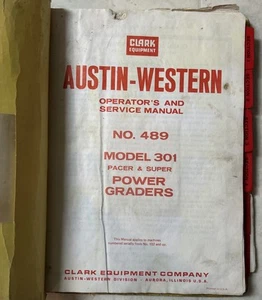 CLARK
EQUIPMENT
AUSTIN-WESTERN
OPERATOR'S AND
SERVICE MANUAL
NO. 489
MODEL 301
PACER & SUPER
POWER
GRADERS
CLARK EQUIPMENT COMPANY
AUSTIN-WESTERN DIVISION · AURORA, ILLINOIS U.S.A.